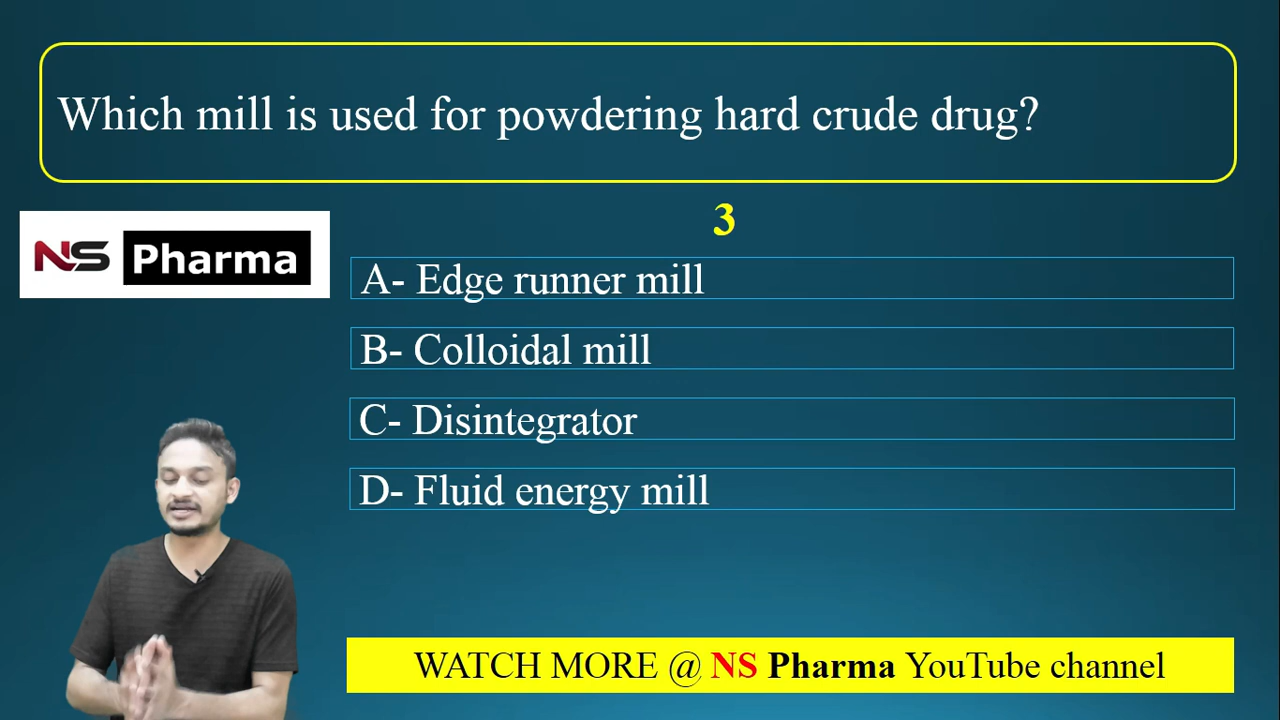 Which mill is used for powdering hard crude drug?
3
NS Pharma
A- Edge runner mill
B- Colloidal mill
C- Disintegrator
D- Fluid energy mill
WATCH MORE @ NS Pharma YouTube channel